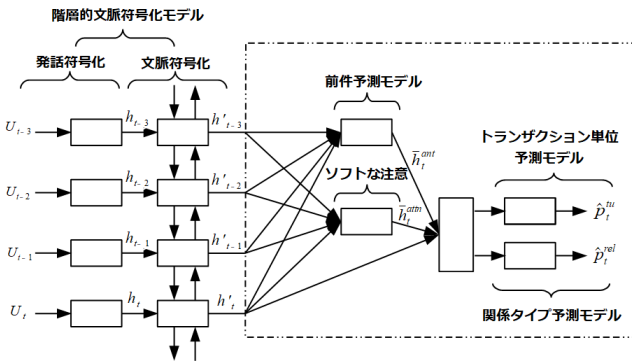 階層的文脈符号化モデル
発話符号化
文脈符号化
前件予測モデル
U_{t-3}
h_{t-3}
h'_{t-3}
トランザクション単位
予測モデル
\bar{h}_t^{ant}
ソフトな注意
U_{t-2}
h_{t-2}
h'_{t-2}
\bar{h}_t^{attn}
\hat{p}_t^{tu}
U_{t-1}
h_{t-1}
h'_{t-1}
\hat{p}_t^{rel}
U_t
h_t
h'_t
関係タイプ予測モデル